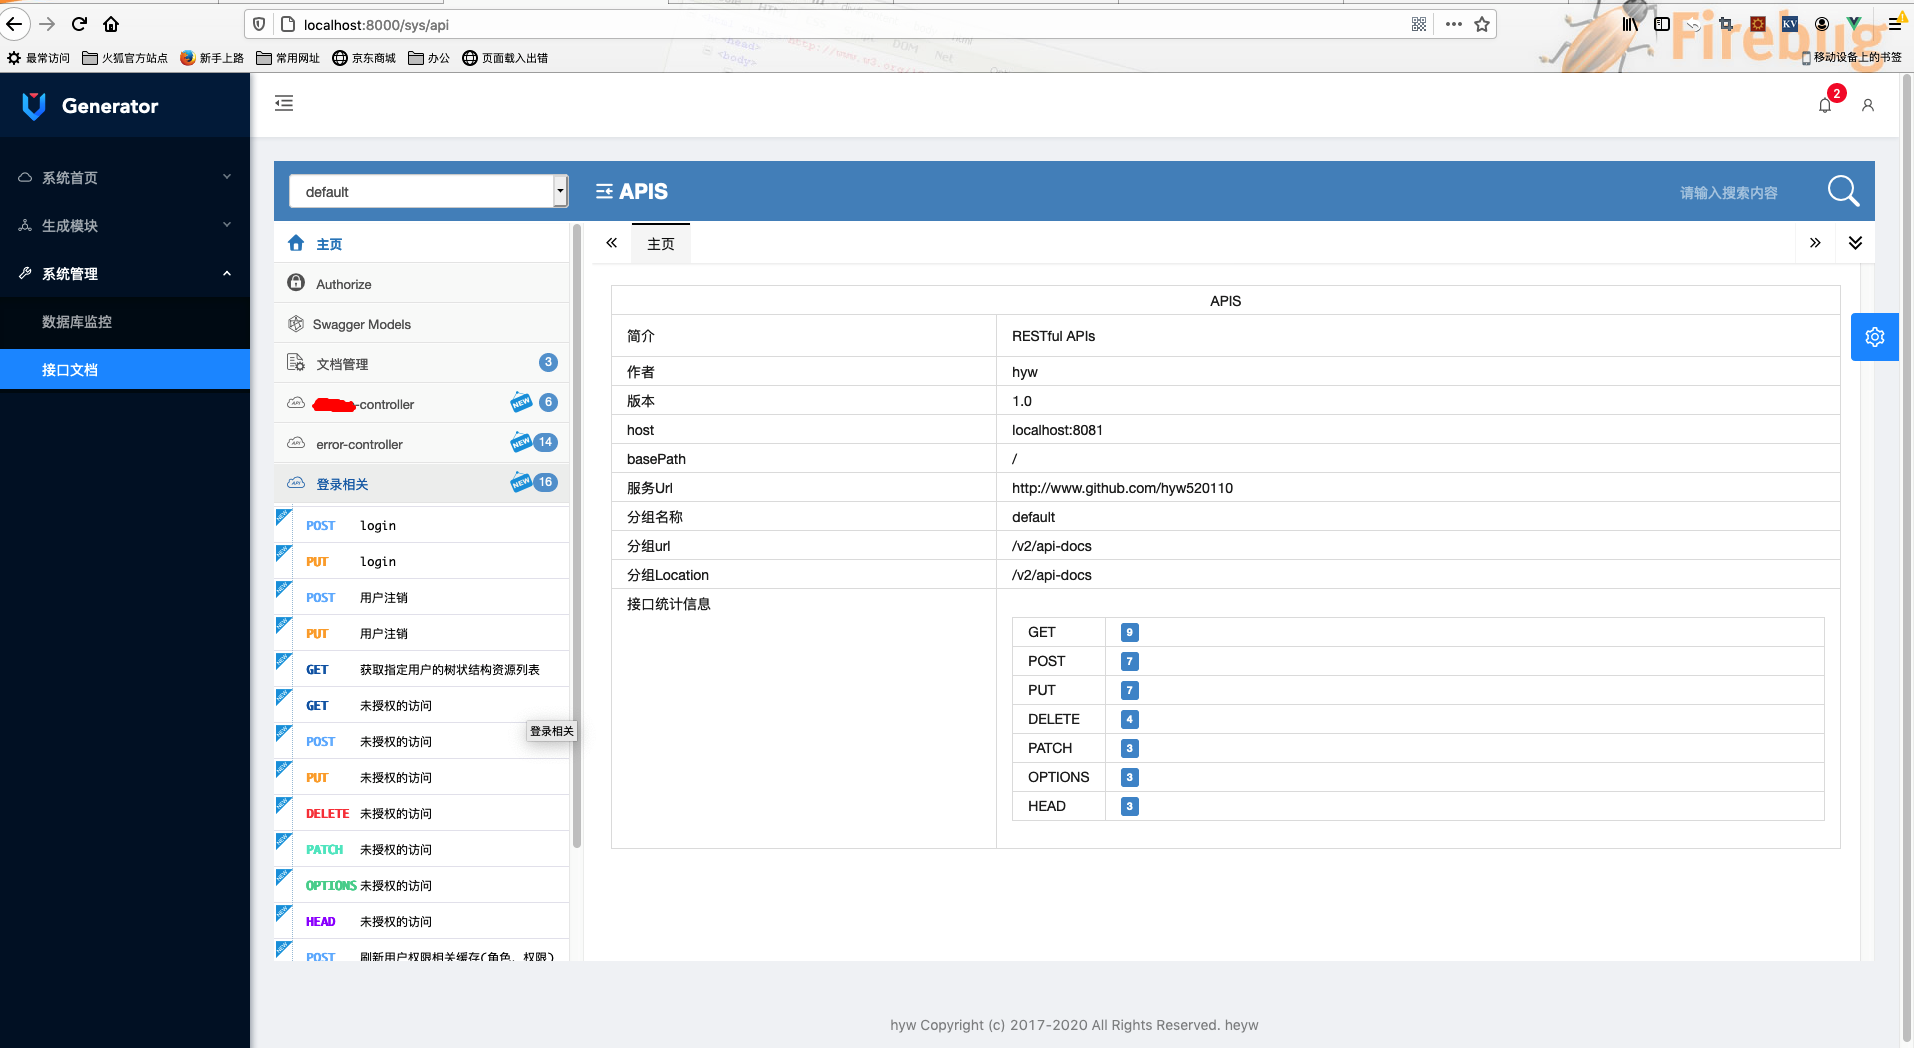 localhost:8000/sys/api
Firebug
最常访问 火狐官方站点 新手上路 常用网址 京东商城 办公 页面载入出错 移动设备上的书签
Generator
2
系统首页
生成模块
系统管理
数据库监控
接口文档
default
APIS
请输入搜索内容
主页
Authorize
Swagger Models
文档管理 3
-controller NEW 6
error-controller NEW 14
登录相关 NEW 16
NEW POST login
NEW PUT login
NEW POST 用户注销
NEW PUT 用户注销
NEW GET 获取指定用户的树状结构资源列表
NEW GET 未授权的访问
NEW POST 未授权的访问
NEW PUT 未授权的访问
NEW DELETE 未授权的访问
NEW PATCH 未授权的访问
NEW OPTIONS 未授权的访问
NEW HEAD 未授权的访问
NEW POST 刷新用户权限相关缓存(角色、权限)
登录相关
主页
APIS
简介 RESTful APIs
作者 hyw
版本 1.0
host localhost:8081
basePath /
服务Url http://www.github.com/hyw520110
分组名称 default
分组url /v2/api-docs
分组Location /v2/api-docs
接口统计信息
GET 9
POST 7
PUT 7
DELETE 4
PATCH 3
OPTIONS 3
HEAD 3
hyw Copyright (c) 2017-2020 All Rights Reserved. heyw